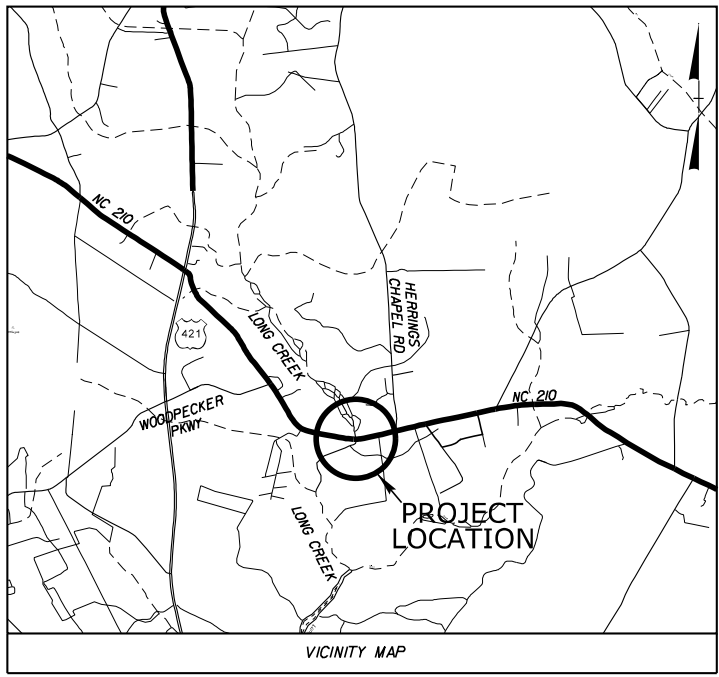 NC 210
HERRINGS
CHAPEL RD
LONG CREEK
421
NC 210
WOODPECKER
PKWY
PROJECT
LOCATION
LONG CREEK
VICINITY MAP